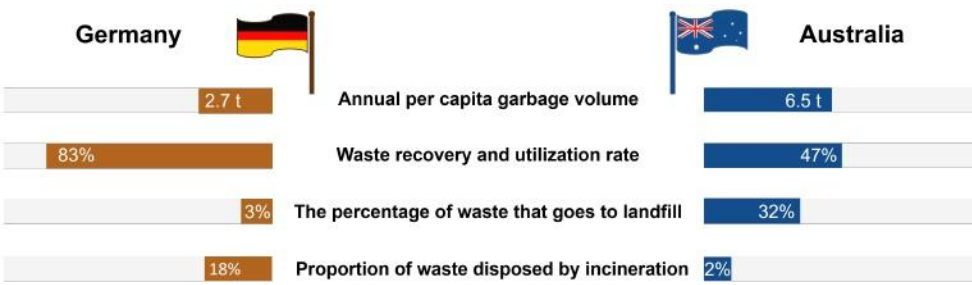 Germany Australia
2.7 t Annual per capita garbage volume 6.5 t
83% Waste recovery and utilization rate 47%
3% The percentage of waste that goes to landfill 32%
18% Proportion of waste disposed by incineration 2%